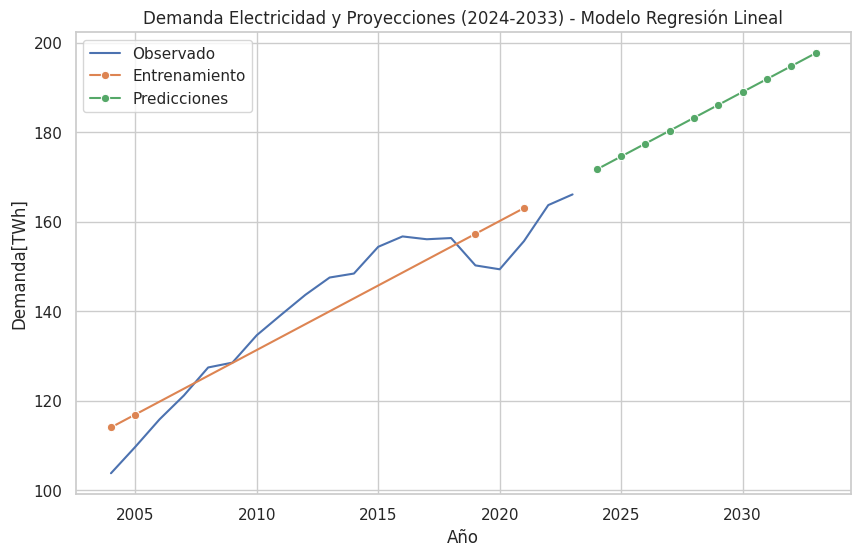 Demanda Electricidad y Proyecciones (2024-2033) - Modelo Regresión Lineal
Observado
Entrenamiento
Predicciones
Demanda[TWh]
200
180
160
140
120
100
2005
2010
2015
2020
2025
2030
Año